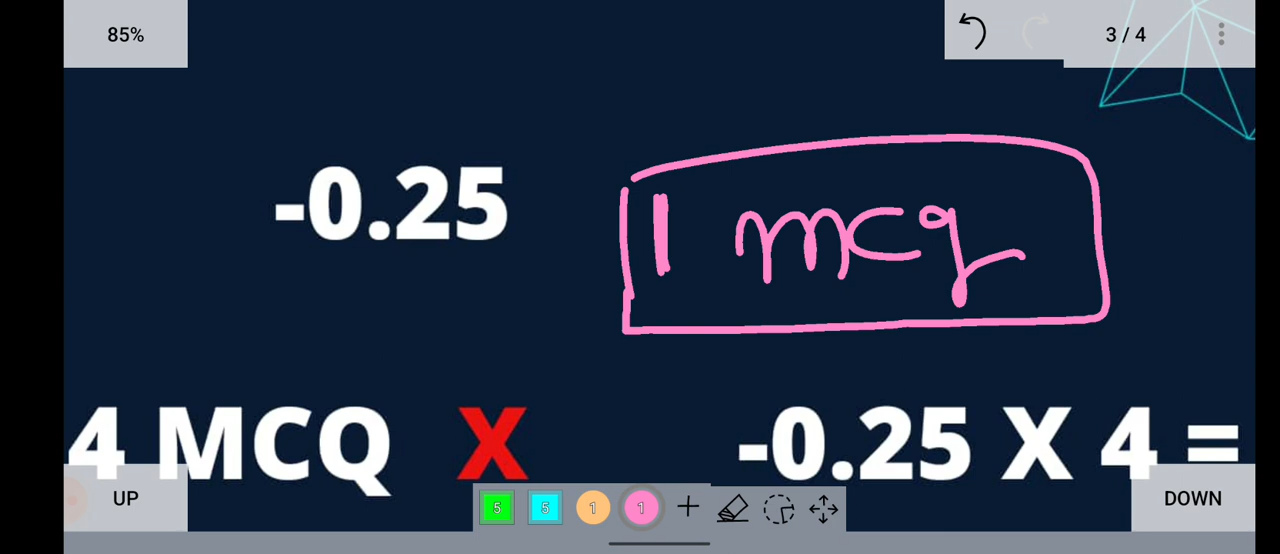 85%
3 / 4
-0.25 1 mcq
4 MCQ X -0.25 X 4 =
UP
5 5 1 1
DOWN